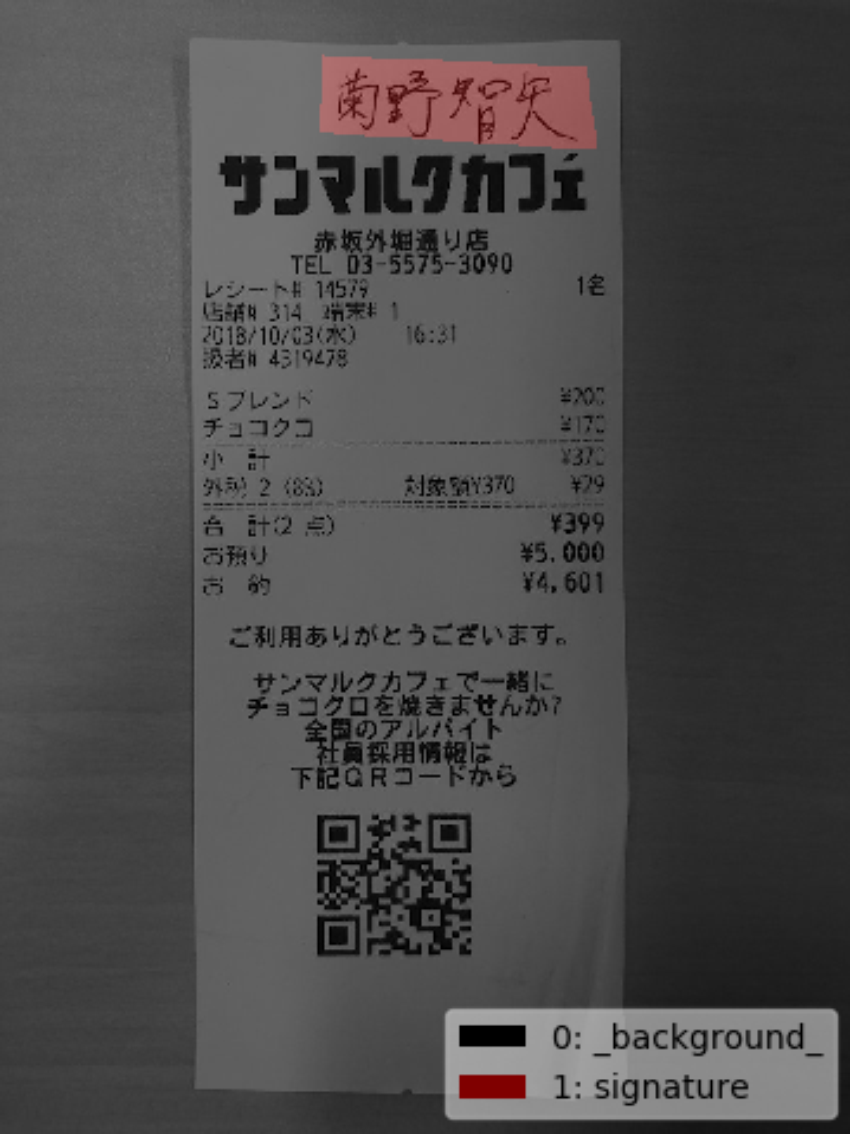 菊野智矢
サンマルクカフェ
赤坂外堀通り店
TEL 03-5575-3090
レシート# 14579 1名
店舗# 314 端末# 1
2018/10/03(水) 16:31
扱者# 4319478
Sブレンド ¥200
チョコクロ ¥170
小 計 ¥370
外税 2 (8%) 対象額¥370 ¥29
合 計(2 点) ¥399
お預り ¥5,000
お 釣 ¥4,601
ご利用ありがとうございます。
サンマルクカフェで一緒に
チョコクロを焼きませんか?
全国のアルバイト
社員採用情報は
下記QRコードから
0: _background_
1: signature